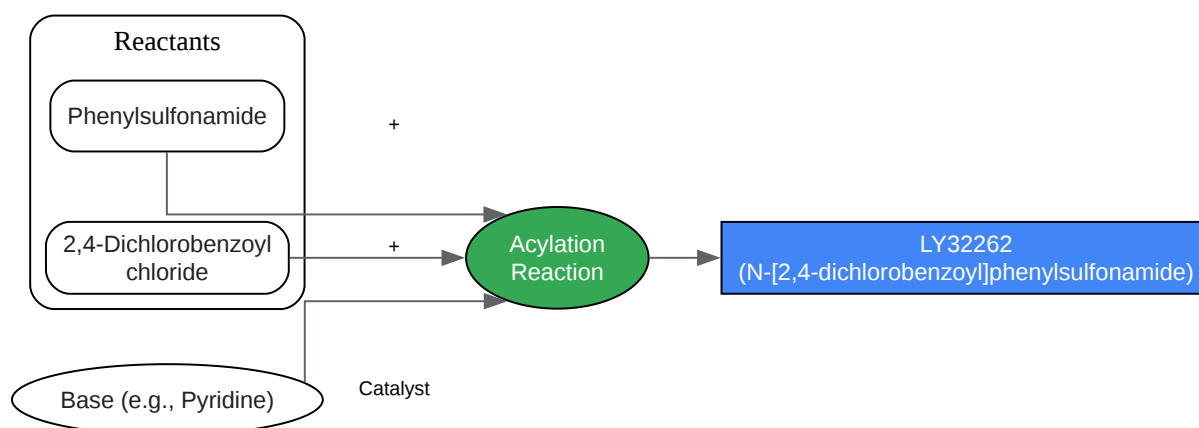 Reactants
Phenylsulfonamide
+
2,4-Dichlorobenzoyl
chloride
+
Acylation
Reaction
LY32262
(N-[2,4-dichlorobenzoyl]phenylsulfonamide)
Base (e.g., Pyridine)
Catalyst